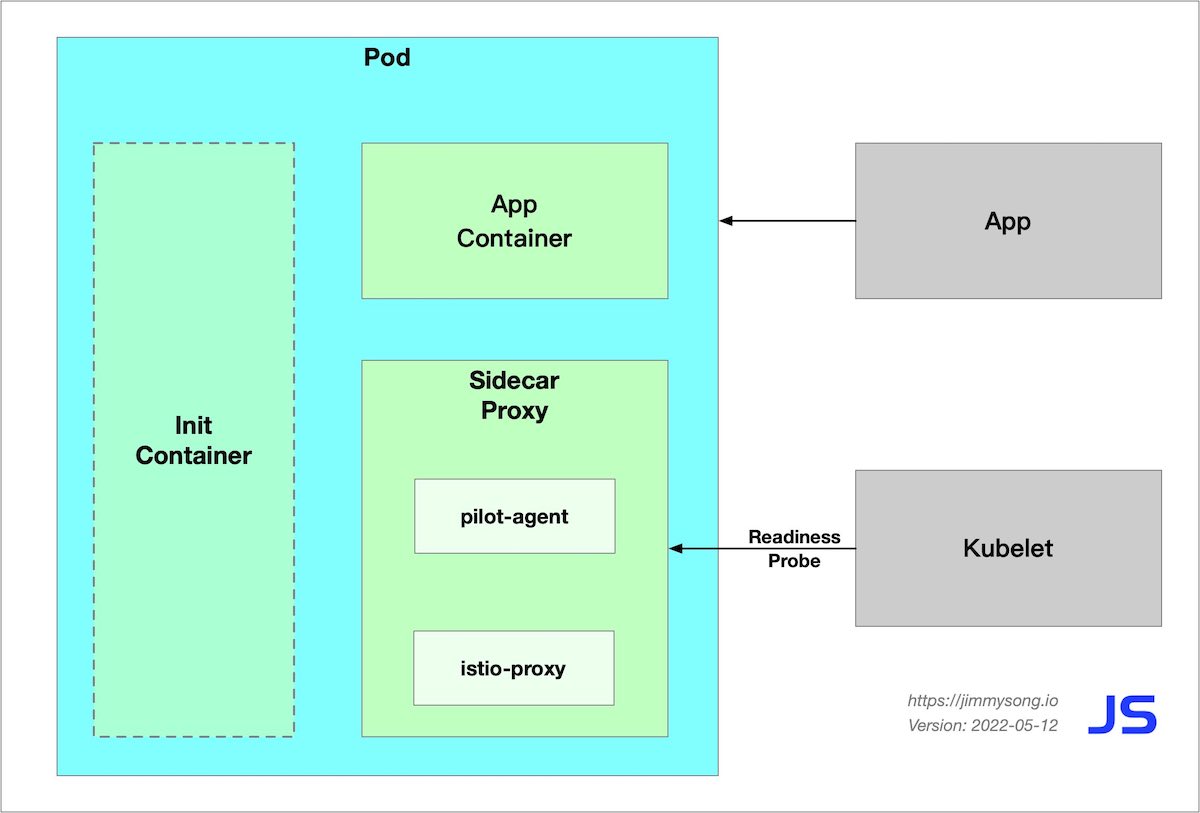 Pod
App
Container
App
Sidecar
Proxy
Init
Container
pilot-agent
Readiness
Probe
Kubelet
istio-proxy
https://jimmysong.io
Version: 2022-05-12
JS